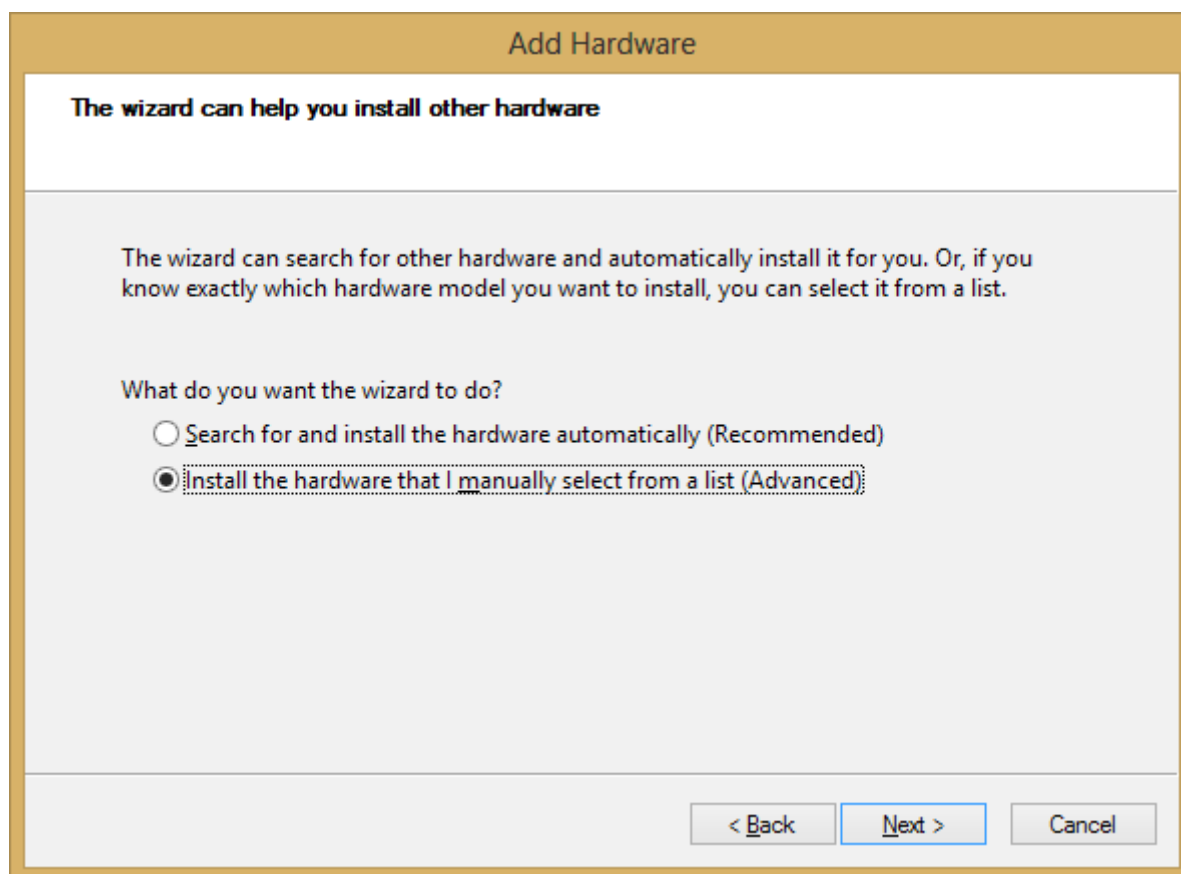 Add Hardware
The wizard can help you install other hardware
The wizard can search for other hardware and automatically install it for you. Or, if you
know exactly which hardware model you want to install, you can select it from a list.
What do you want the wizard to do?
Search for and install the hardware automatically (Recommended)
Install the hardware that I manually select from a list (Advanced)
< Back Next > Cancel